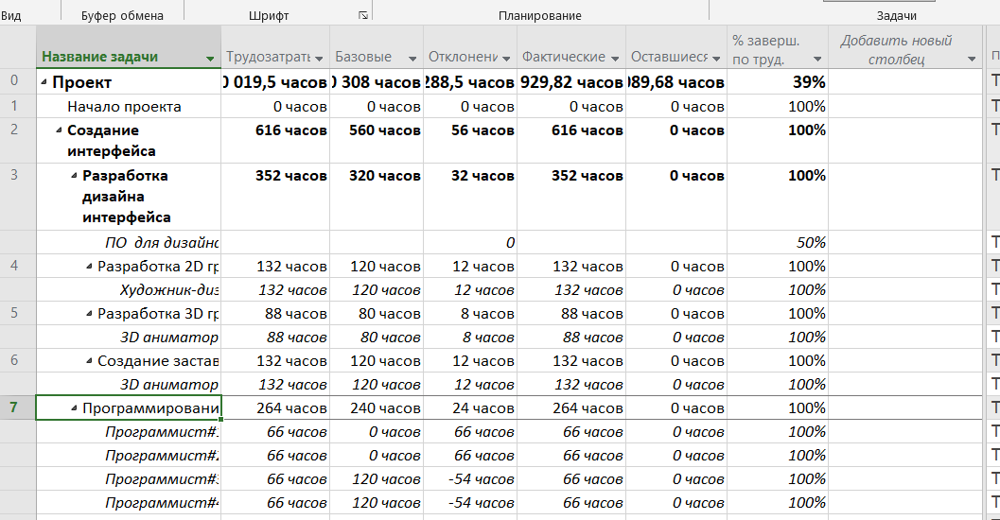 Вид Буфер обмена Шрифт Планирование Задачи
Название задачи Трудозатрать Базовые Отклонени Фактические Оставшиеся % заверш. по труд. Добавить новый столбец П
0 Проект 0 019,5 часов 0 308 часов 288,5 часов 929,82 часов 089,68 часов 39% Т
1 Начало проекта 0 часов 0 часов 0 часов 0 часов 0 часов 100% Т
2 Создание интерфейса 616 часов 560 часов 56 часов 616 часов 0 часов 100% Т
3 Разработка дизайна интерфейса 352 часов 320 часов 32 часов 352 часов 0 часов 100% Т
ПО для дизайна 0 50% Т
4 Разработка 2D гр 132 часов 120 часов 12 часов 132 часов 0 часов 100% Т
Художник-диз 132 часов 120 часов 12 часов 132 часов 0 часов 100% Т
5 Разработка 3D гр 88 часов 80 часов 8 часов 88 часов 0 часов 100% Т
3D аниматор 88 часов 80 часов 8 часов 88 часов 0 часов 100% Т
6 Создание застав 132 часов 120 часов 12 часов 132 часов 0 часов 100% Т
3D аниматор 132 часов 120 часов 12 часов 132 часов 0 часов 100% Т
7 Программировани 264 часов 240 часов 24 часов 264 часов 0 часов 100% Т
Программист#1 66 часов 0 часов 66 часов 66 часов 0 часов 100% Т
Программист#2 66 часов 0 часов 66 часов 66 часов 0 часов 100% Т
Программист#3 66 часов 120 часов -54 часов 66 часов 0 часов 100% Т
Программист#4 66 часов 120 часов -54 часов 66 часов 0 часов 100% Т